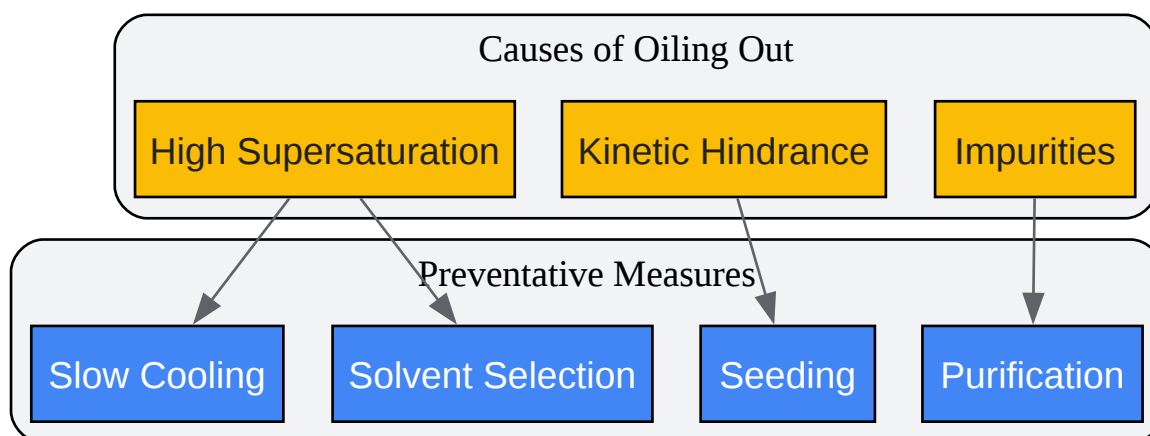 Causes of Oiling Out
High Supersaturation
Kinetic Hindrance
Impurities
Preventative Measures
Slow Cooling
Solvent Selection
Seeding
Purification